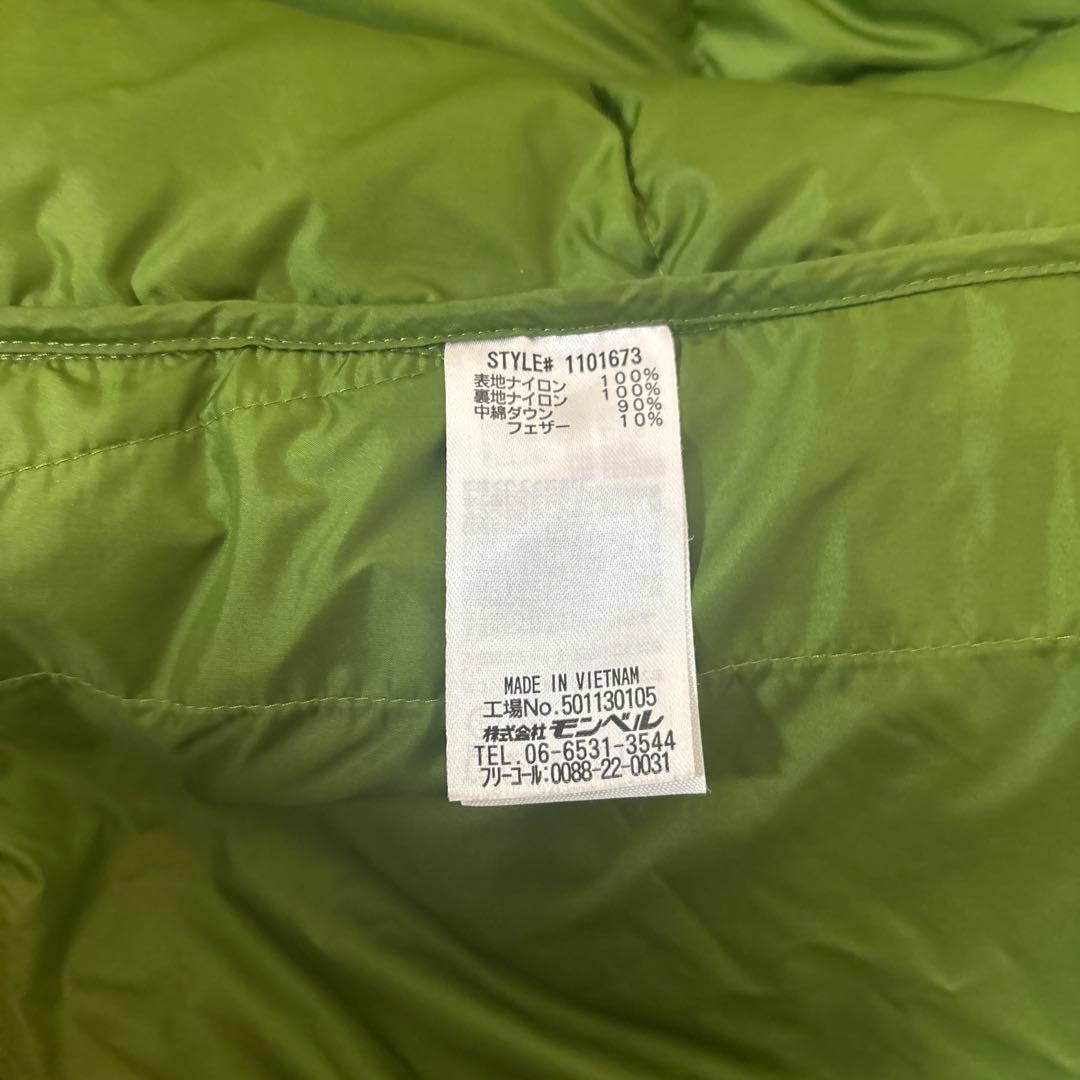 STYLE# 1101673
表地ナイロン 100%
裏地ナイロン 100%
中綿ダウン 90%
フェザー 10%
MADE IN VIETNAM
工場No.501130105
株式会社 モンベル
TEL.06-6531-3544
フリーコール:0088-22-0031